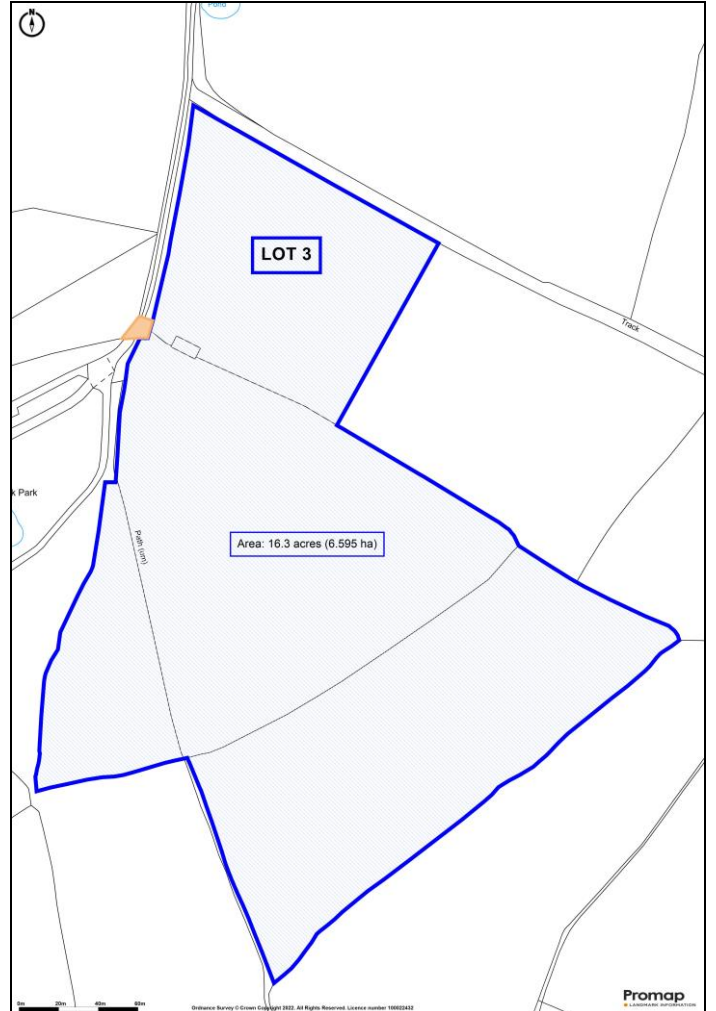 N
Pond
LOT 3
Track
k Park
Area: 16.3 acres (6.595 ha)
Path (um)
0m 20m 40m 60m
Ordnance Survey © Crown Copyright 2022. All Rights Reserved. Licence number 100022432
Promap
LANDMARK INFORMATION